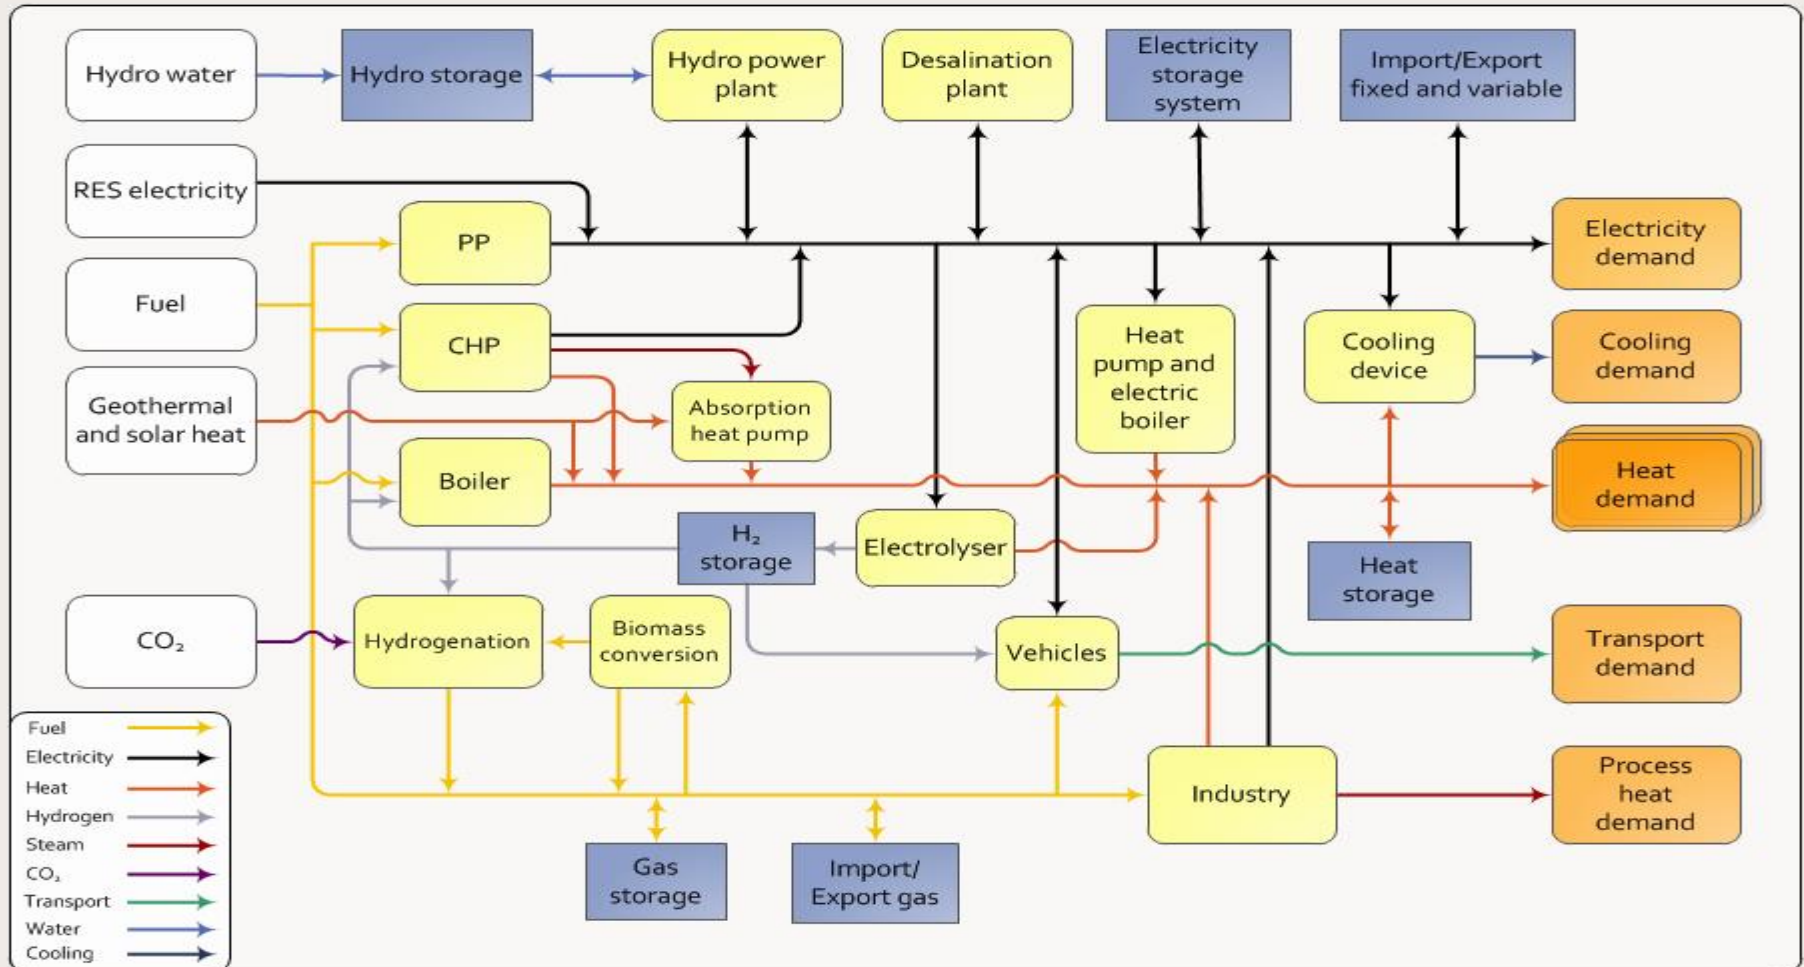 Hydro water
Hydro storage
Hydro power
plant
Desalination
plant
Electricity
storage
system
Import/Export
fixed and variable
RES electricity
PP
Electricity
demand
Fuel
CHP
Heat
pump and
electric
boiler
Cooling
device
Cooling
demand
Geothermal
and solar heat
Absorption
heat pump
Boiler
Heat
demand
H₂
storage
Electrolyser
Heat
storage
CO₂
Hydrogenation
Biomass
conversion
Vehicles
Transport
demand
Industry
Process
heat
demand
Gas
storage
Import/
Export gas
Fuel
Electricity
Heat
Hydrogen
Steam
CO₂
Transport
Water
Cooling